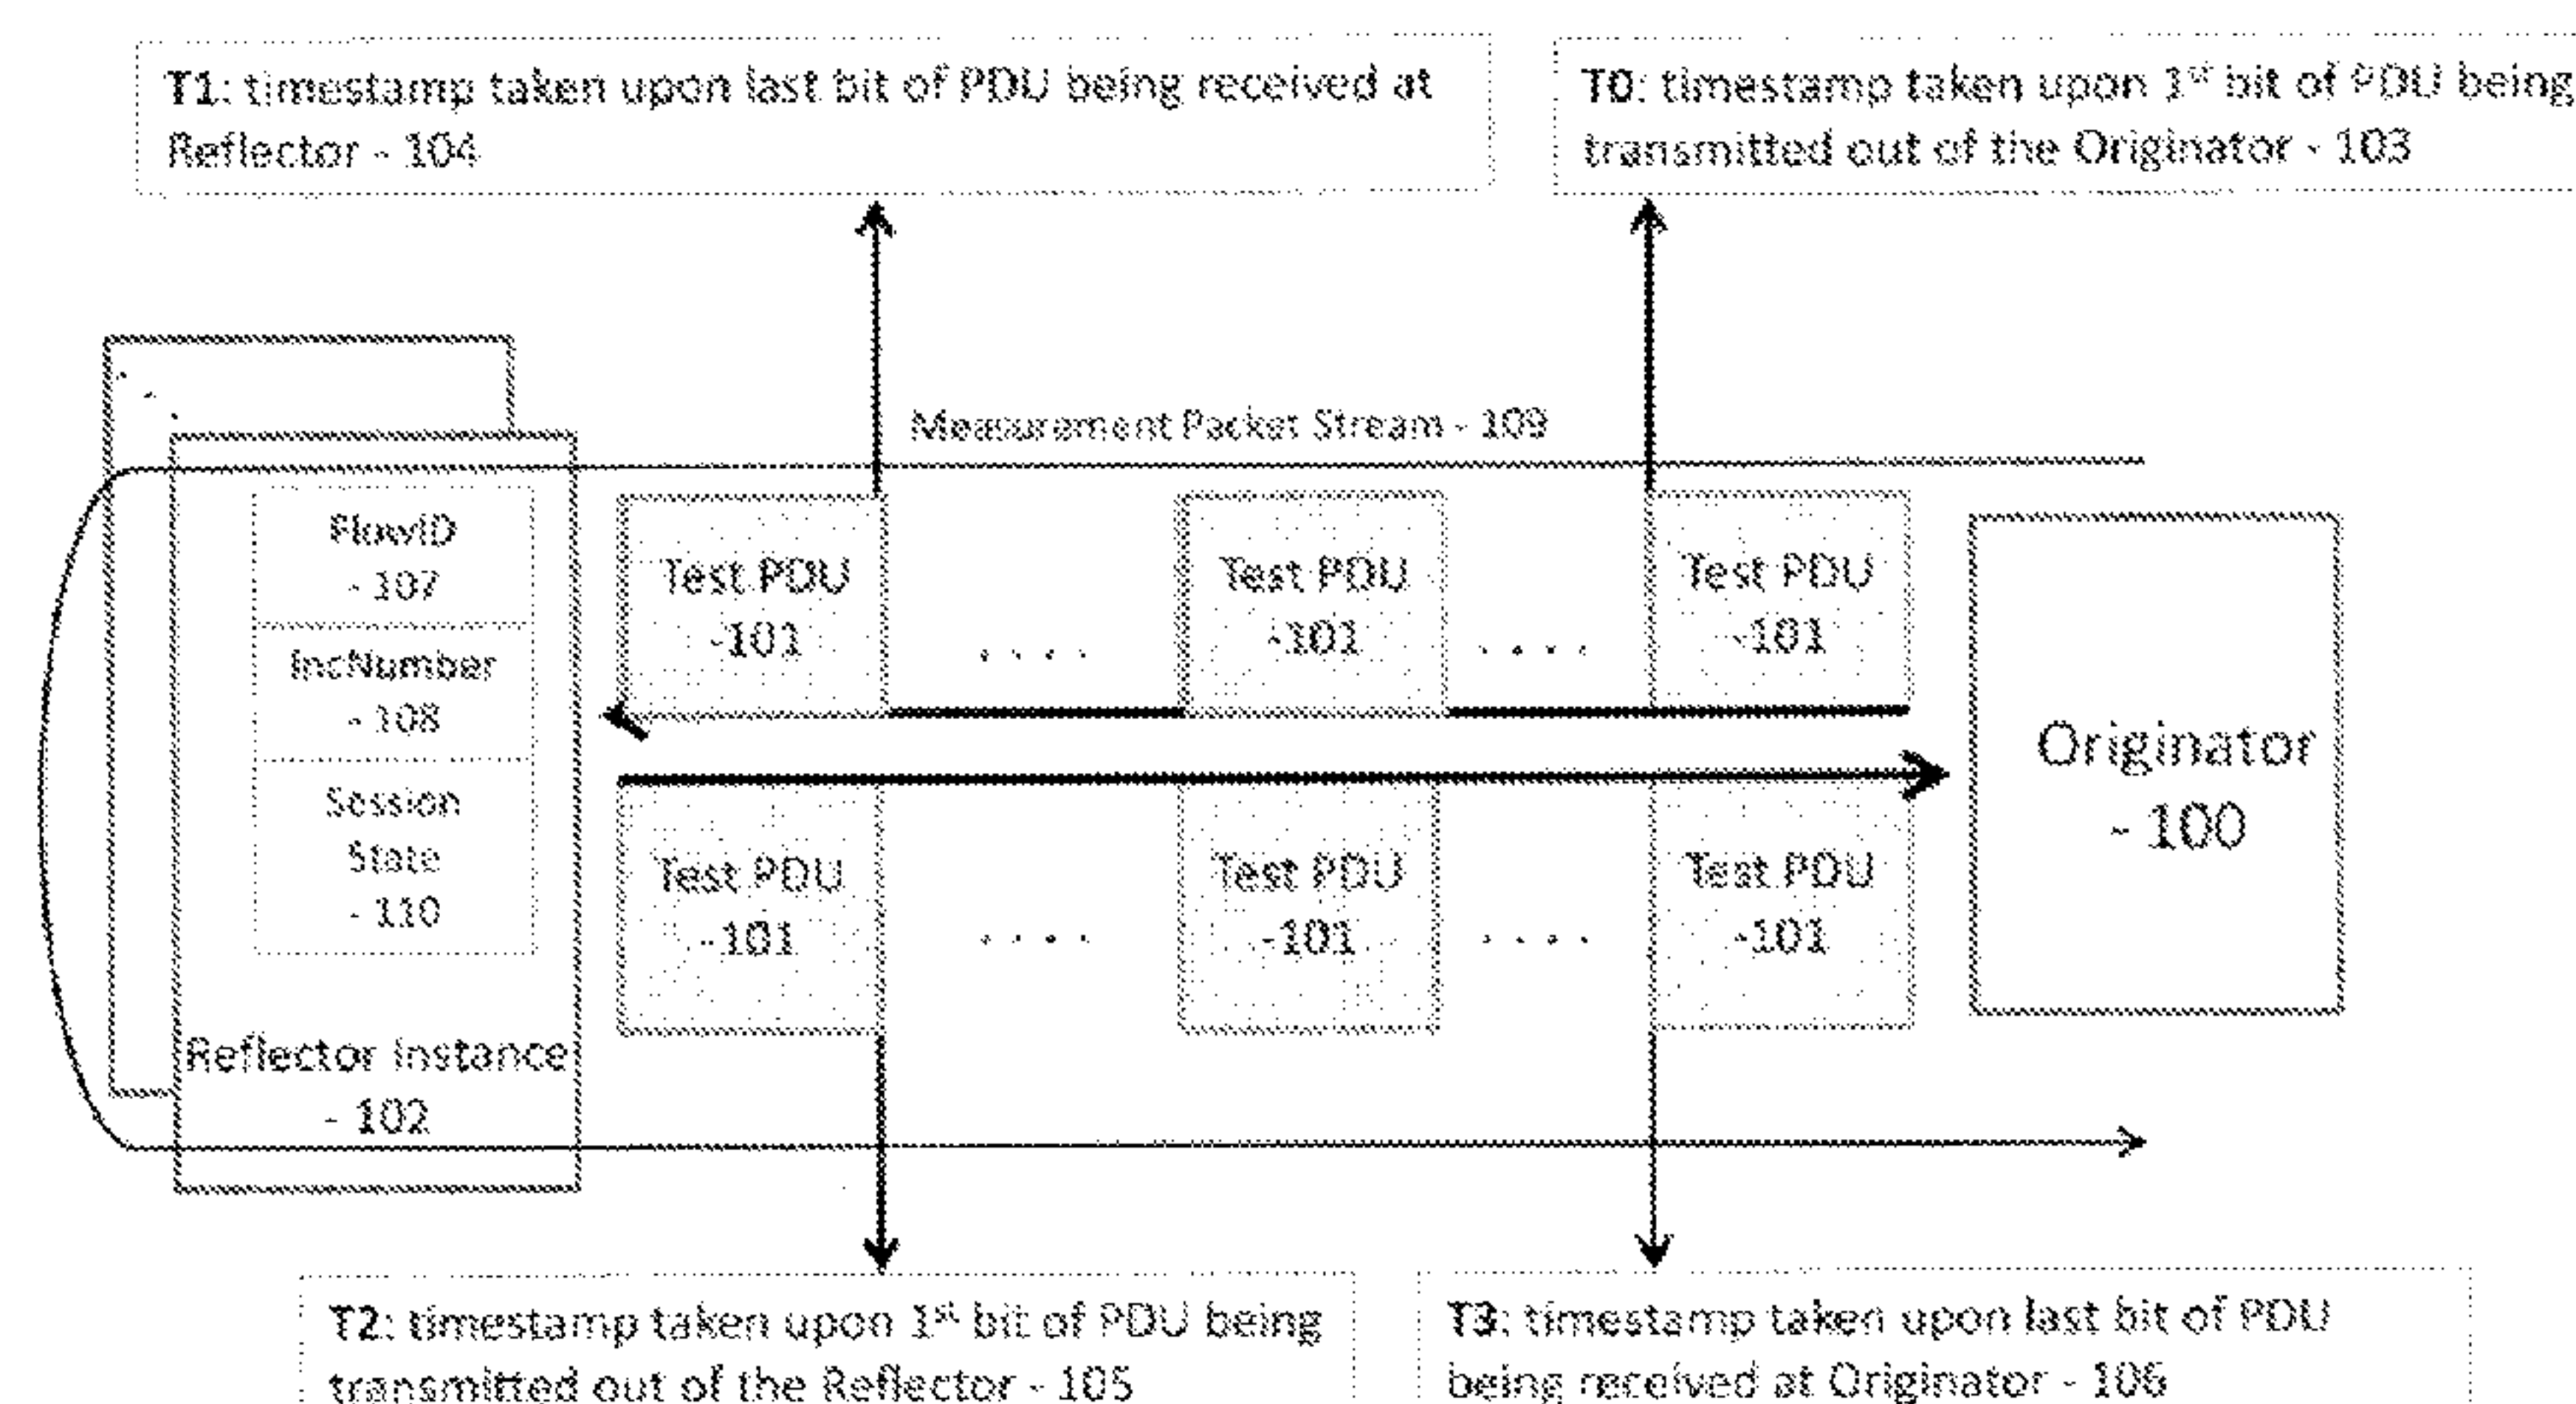 T1: timestamp taken upon last bit of PDU being received at
Reflector - 104
T0: timestamp taken upon 1st bit of PDU being
transmitted out of the Originator - 103
Measurement Packet Stream - 109
FlowID
- 107
IncNumber
- 108
Session
State
- 110
Reflector Instance
- 102
Test PDU
-101
....
Test PDU
-101
....
Test PDU
-101
Test PDU
-101
....
Test PDU
-101
....
Test PDU
-101
Originator
- 100
T2: timestamp taken upon 1st bit of PDU being
transmitted out of the Reflector - 105
T3: timestamp taken upon last bit of PDU
being received at Originator - 106